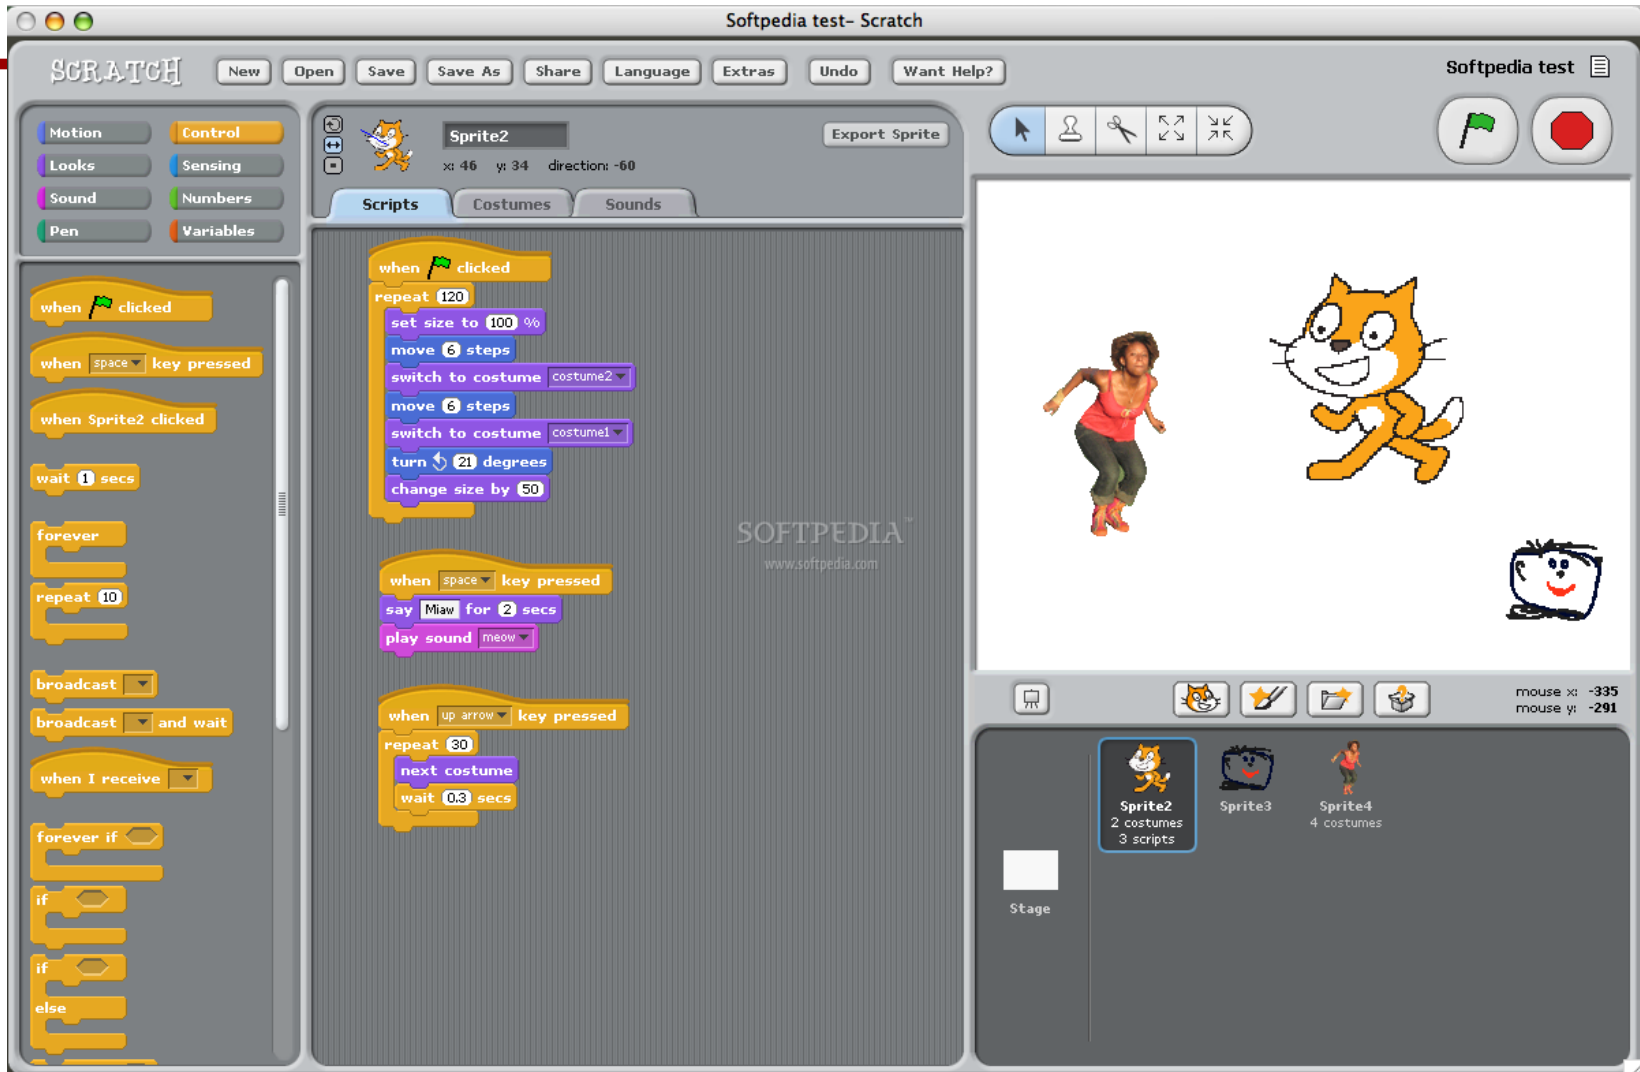 Softpedia test- Scratch
SCRATCH New Open Save Save As Share Language Extras Undo Want Help?
Softpedia test
Motion Control
Looks Sensing
Sound Numbers
Pen Variables
when clicked
when space key pressed
when Sprite2 clicked
wait 1 secs
forever
repeat 10
broadcast
broadcast and wait
when I receive
forever if
if
if
else
Sprite2
Export Sprite
x: 46 y: 34 direction: -60
Scripts Costumes Sounds
when clicked
repeat 120
set size to 100 %
move 6 steps
switch to costume costume2
move 6 steps
switch to costume costume1
turn 21 degrees
change size by 50
when space key pressed
say Miaw for 2 secs
play sound meow
when up arrow key pressed
repeat 30
next costume
wait 0.3 secs
SOFTPEDIA™
www.softpedia.com
mouse x: -335
mouse y: -291
Sprite2
2 costumes
3 scripts
Sprite3
Sprite4
4 costumes
Stage